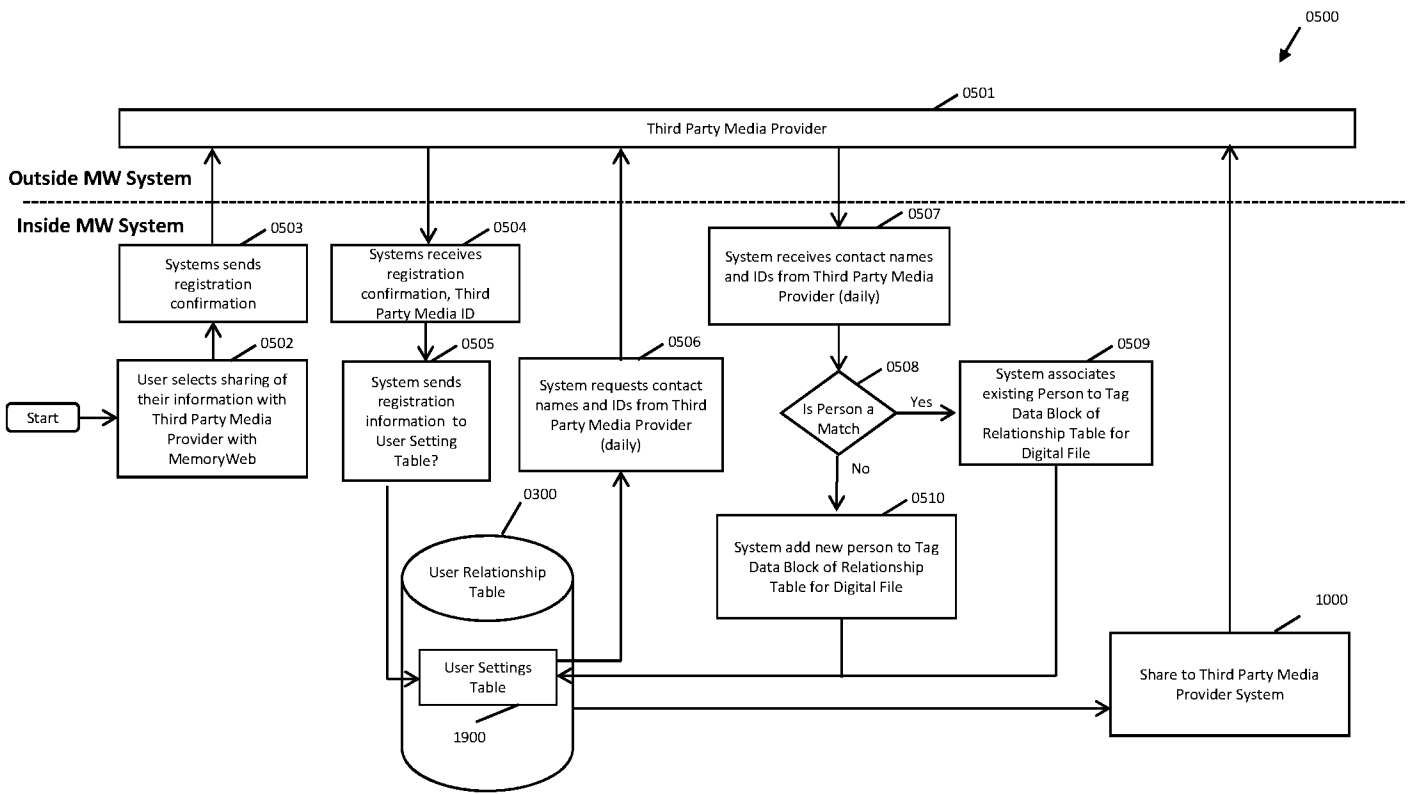 0500
0501
Third Party Media Provider
Outside MW System
Inside MW System
0503
Systems sends
registration
confirmation
0504
Systems receives
registration
confirmation, Third
Party Media ID
0507
System receives contact names
and IDs from Third Party Media
Provider (daily)
Start
0502
User selects sharing of
their information with
Third Party Media
Provider with
MemoryWeb
0505
System sends
registration
information to
User Setting
Table?
0506
System requests contact
names and IDs from Third
Party Media Provider
(daily)
0508
Is Person a
Match
Yes
No
0509
System associates
existing Person to Tag
Data Block of
Relationship Table for
Digital File
0510
System add new person to Tag
Data Block of Relationship
Table for Digital File
0300
User Relationship
Table
User Settings
Table
1900
1000
Share to Third Party Media
Provider System